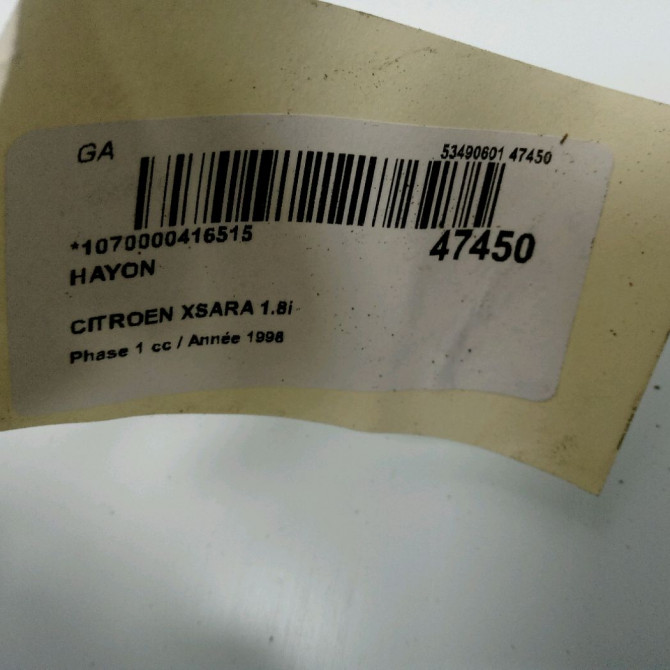 GA
53490601 47450
*1070000416515
47450
HAYON
CITROEN XSARA 1.8i
Phase 1 cc / Année 1998